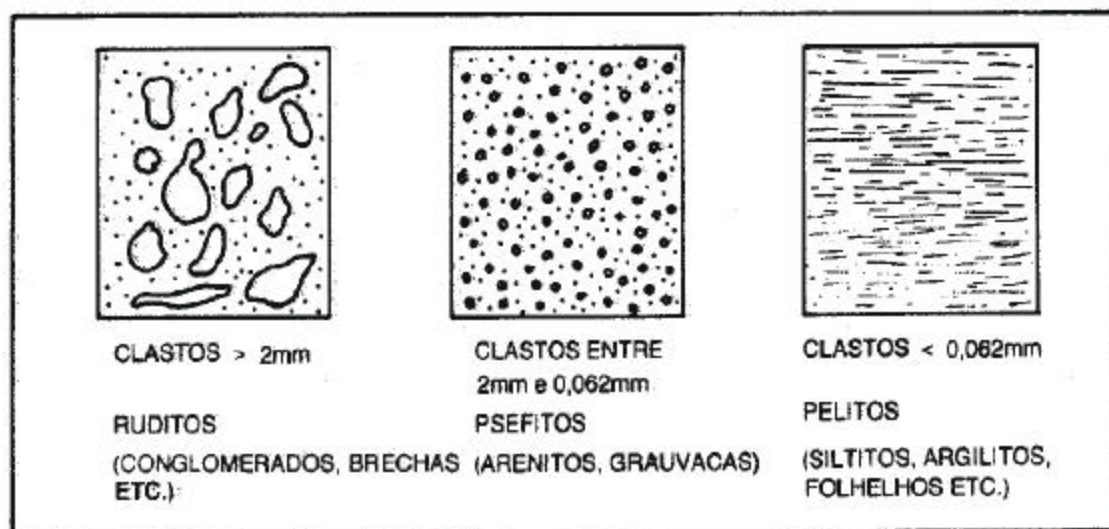 CLASTOS > 2mm
RUDITOS
(CONGLOMERADOS, BRECHAS
ETC.)
CLASTOS ENTRE
2mm e 0,062mm
PSEFITOS
(ARENITOS, GRAUVACAS)
CLASTOS < 0,062mm
PELITOS
(SILTITOS, ARGILITOS,
FOLHELHOS ETC.)